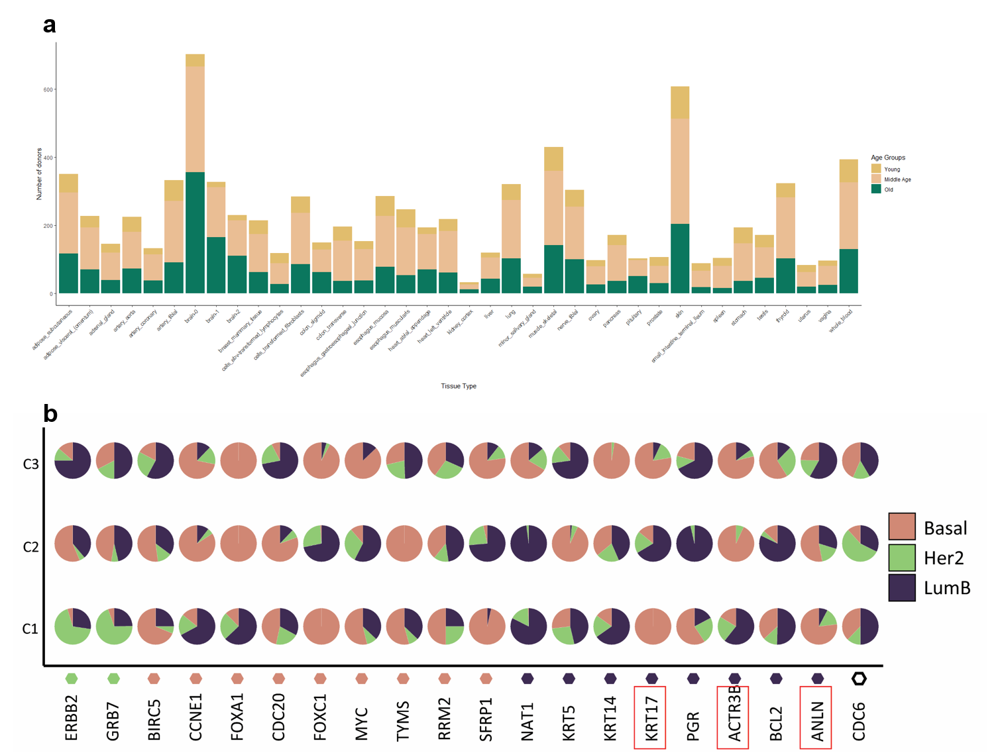 a
600
400
200
0
Number of donors
Age Groups
Young
Middle Age
Old
adipose_subcutaneous
adipose_visceral_(omentum)
adrenal_gland
artery_aorta
artery_coronary
artery_tibial
brain-0
brain-1
brain-2
breast_mammary_tissue
cells_ebv-transformed_lymphocytes
cells_transformed_fibroblasts
colon_sigmoid
colon_transverse
esophagus_gastroesophageal_junction
esophagus_mucosa
esophagus_muscularis
heart_atrial_appendage
heart_left_ventricle
kidney_cortex
liver
lung
minor_salivary_gland
muscle_skeletal
nerve_tibial
ovary
pancreas
pituitary
prostate
skin
small_intestine_terminal_ileum
spleen
stomach
testis
thyroid
uterus
vagina
whole_blood
Tissue Type
b
C3
C2
C1
Basal
Her2
LumB
ERBB2
GRB7
BIRC5
CCNE1
FOXA1
CDC20
FOXC1
MYC
TYMS
RRM2
SFRP1
NAT1
KRT5
KRT14
KRT17
PGR
ACTR3B
BCL2
ANLN
CDC6